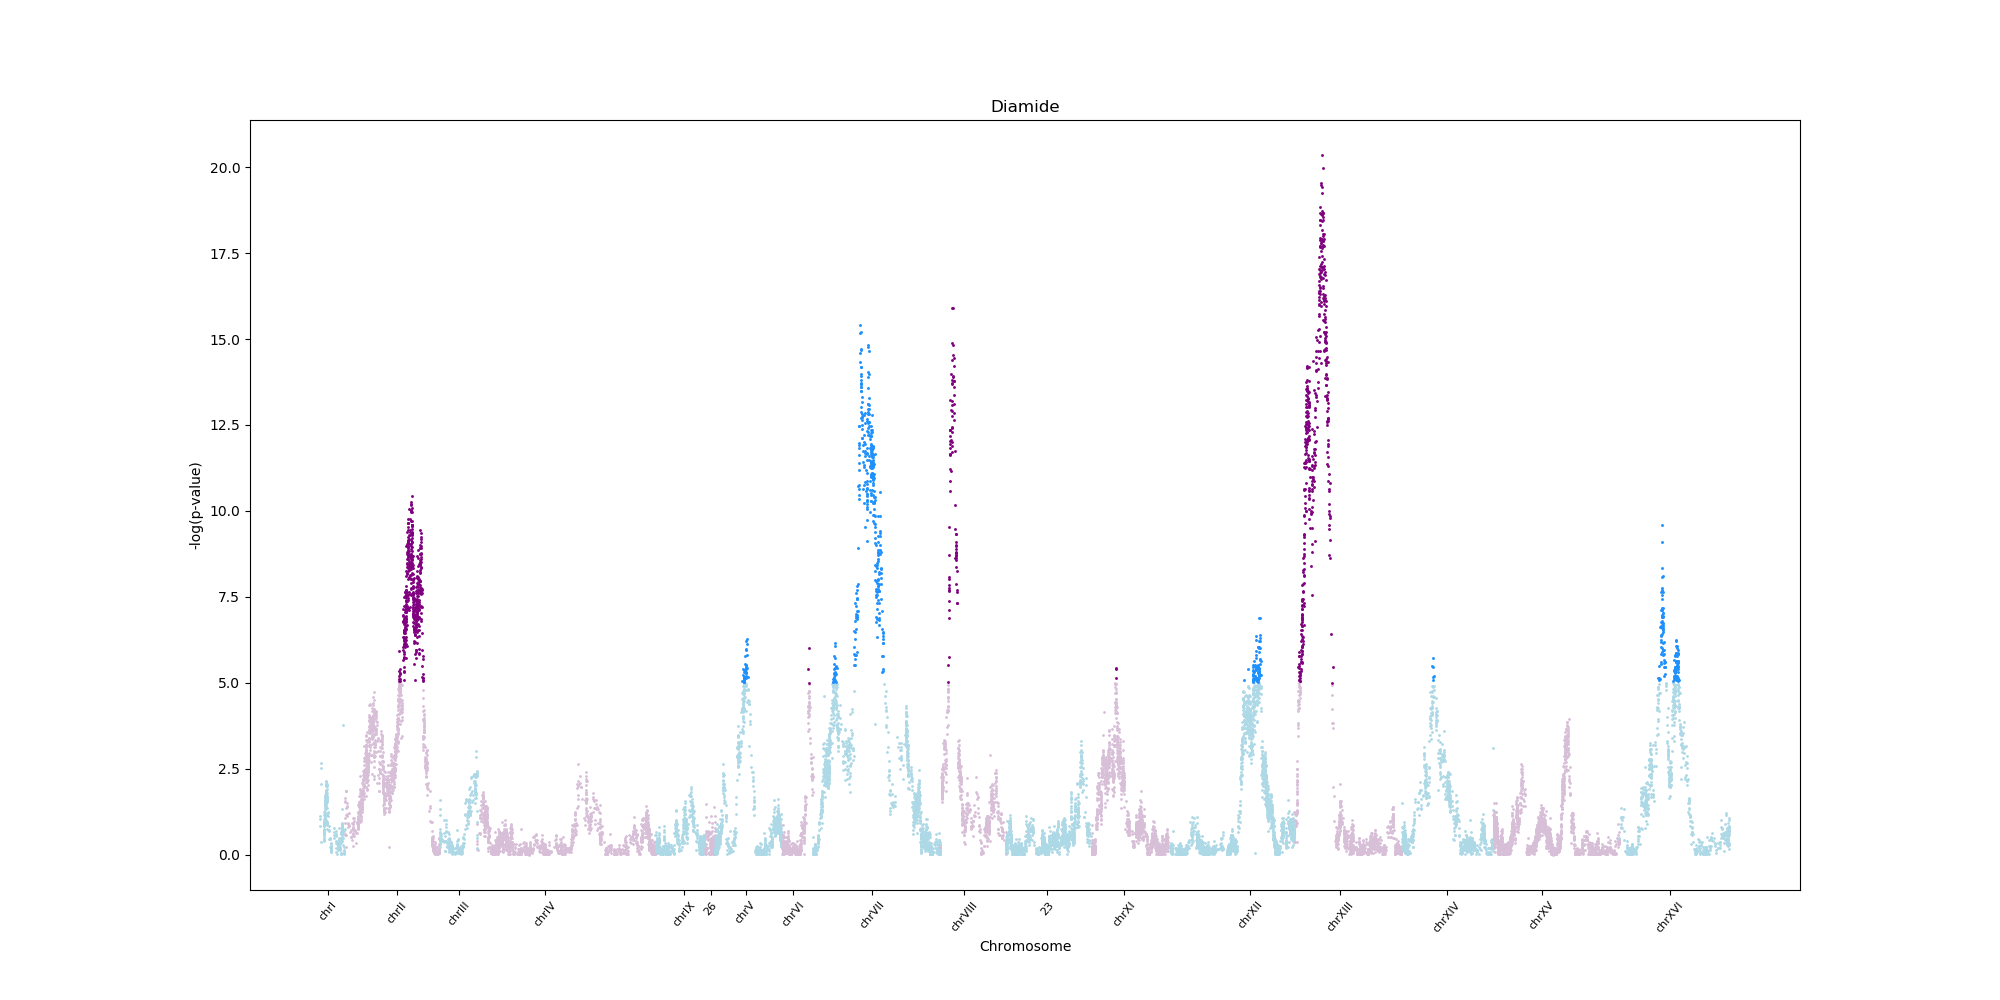 Diamide
20.0
17.5
15.0
12.5
10.0
7.5
5.0
2.5
0.0
-log(p-value)
chrI
chrII
chrIII
chrIV
chrIX
26
chrV
chrVI
chrVII
chrVIII
23
chrXI
chrXII
chrXIII
chrXIV
chrXV
chrXVI
Chromosome